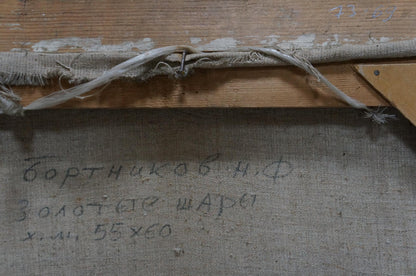 Бортников Н.Ф.
Золотые шары
х.м. 55х60